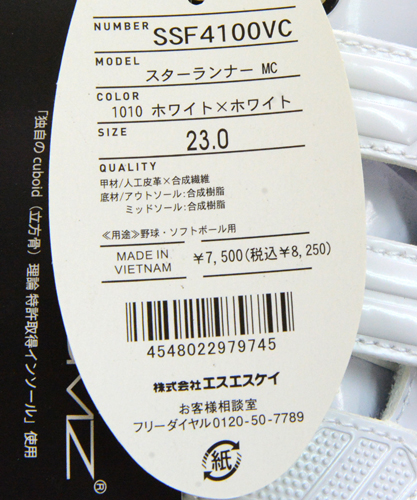 NUMBER SSF4100VC
MODEL スターランナー MC
COLOR 1010 ホワイト×ホワイト
SIZE 23.0
QUALITY
甲材/人工皮革×合成繊維
底材/アウトソール:合成樹脂
ミッドソール:合成樹脂
≪用途≫野球・ソフトボール用
MADE IN
VIETNAM
¥7,500(税込¥8,250)
4548022979745
株式会社エスエスケイ
お客様相談室
フリーダイヤル0120-50-7789
紙
「独自の cuboid (立方骨) 理論 特許取得インソール」使用